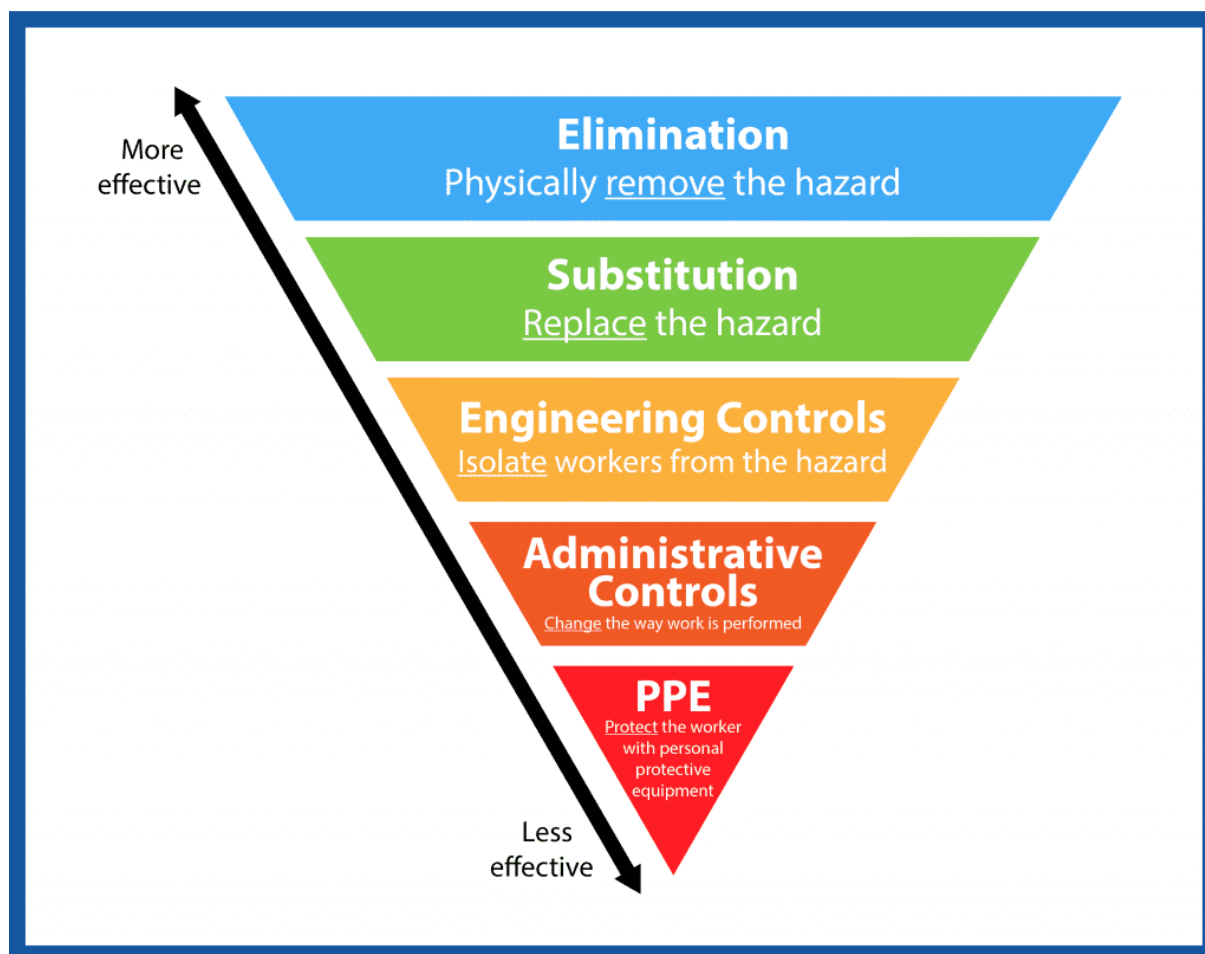 More
effective
Elimination
Physically remove the hazard
Substitution
Replace the hazard
Engineering Controls
Isolate workers from the hazard
Administrative
Controls
Change the way work is performed
PPE
Protect the worker
with personal
protective
equipment
Less
effective